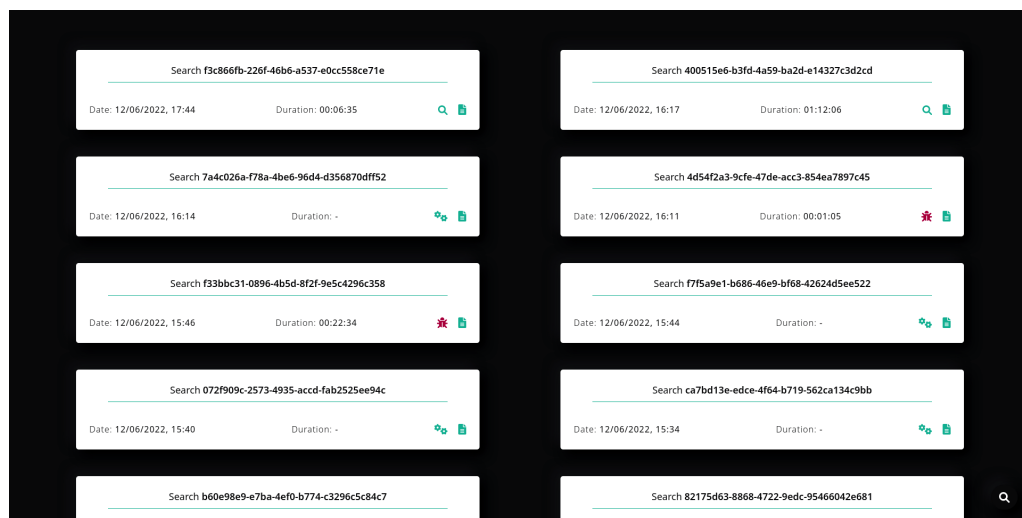 Search f3c866fb-226f-46b6-a537-e0cc558ce71e
Date: 12/06/2022, 17:44 Duration: 00:06:35
Search 400515e6-b3fd-4a59-ba2d-e14327c3d2cd
Date: 12/06/2022, 16:17 Duration: 01:12:06
Search 7a4c026a-f78a-4be6-96d4-d356870dff52
Date: 12/06/2022, 16:14 Duration: -
Search 4d54f2a3-9cfe-47de-acc3-854ea7897c45
Date: 12/06/2022, 16:11 Duration: 00:01:05
Search f33bbc31-0896-4b5d-8f2f-9e5c4296c358
Date: 12/06/2022, 15:46 Duration: 00:22:34
Search f7f5a9e1-b686-46e9-bf68-42624d5ee522
Date: 12/06/2022, 15:44 Duration: -
Search 072f909c-2573-4935-accd-fab2525ee94c
Date: 12/06/2022, 15:40 Duration: -
Search ca7bd13e-edce-4f64-b719-562ca134c9bb
Date: 12/06/2022, 15:34 Duration: -
Search b60e98e9-e7ba-4ef0-b774-c3296c5c84c7
Search 82175d63-8868-4722-9edc-95466042e681